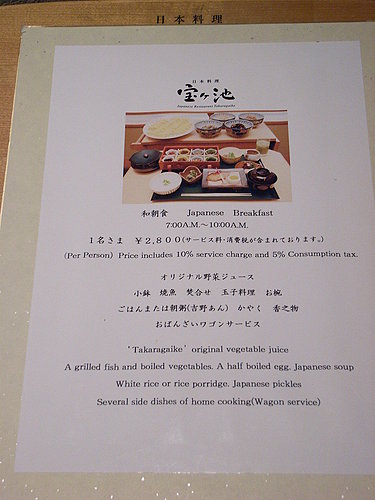 日本料理
日本料理
宝ヶ池
Japanese Restaurant Takaragaike
和朝食 Japanese Breakfast
7:00A.M.～10:00A.M.
1名さま ￥2,800(サービス料・消費税が含まれております。)
(Per Person) Price includes 10% service charge and 5% Consumption tax.
オリジナル野菜ジュース
小鉢 焼魚 焚合せ 玉子料理 お椀
ごはんまたは朝粥(吉野あん) かやく 香之物
おばんざいワゴンサービス
'Takaragaike' original vegetable juice
A grilled fish and boiled vegetables. A half boiled egg. Japanese soup
White rice or rice porridge. Japanese pickles
Several side dishes of home cooking(Wagon service)